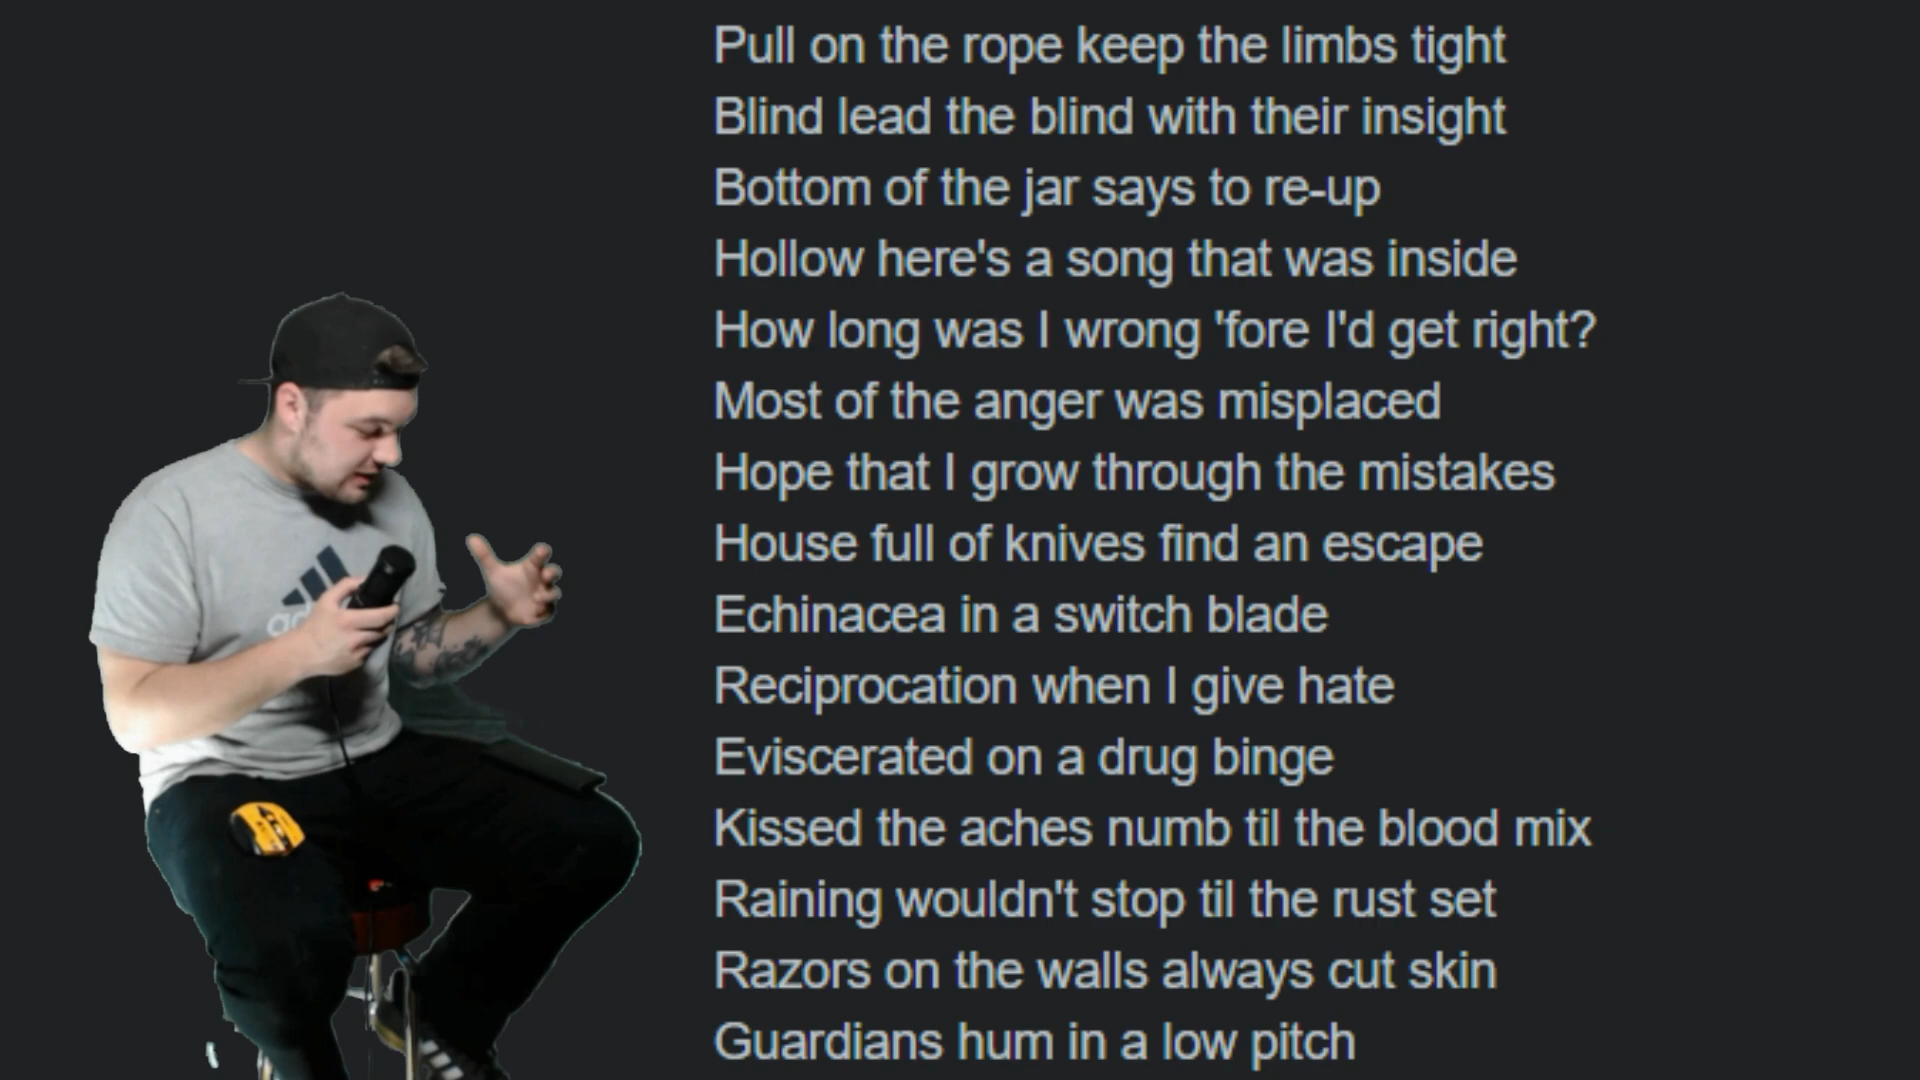 Pull on the rope keep the limbs tight
Blind lead the blind with their insight
Bottom of the jar says to re-up
Hollow here's a song that was inside
How long was I wrong 'fore I'd get right?
Most of the anger was misplaced
Hope that I grow through the mistakes
House full of knives find an escape
Echinacea in a switch blade
Reciprocation when I give hate
Eviscerated on a drug binge
Kissed the aches numb til the blood mix
Raining wouldn't stop til the rust set
Razors on the walls always cut skin
Guardians hum in a low pitch